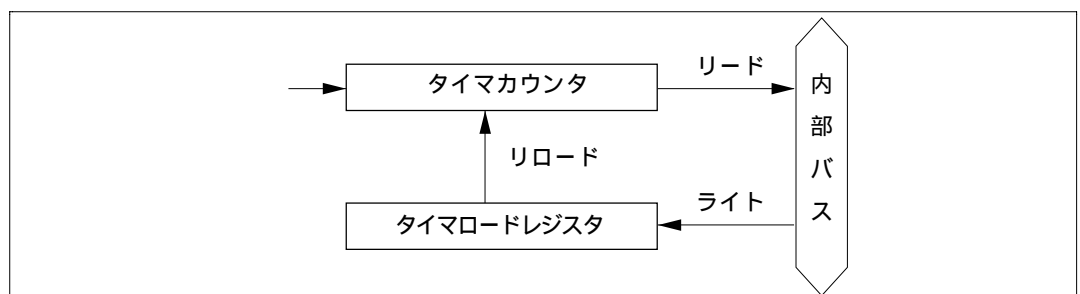 リード
タイマカウンタ
内部バス
リロード
ライト
タイマロードレジスタ